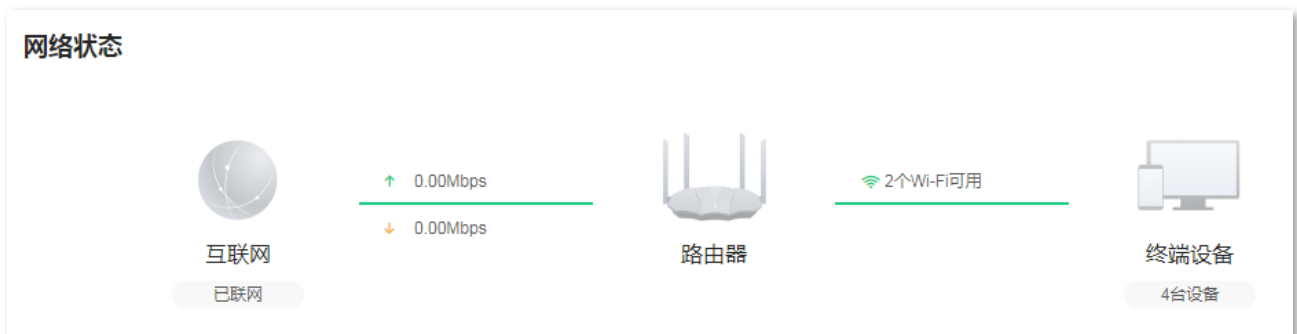 网络状态
0.00Mbps
2个Wi-Fi可用
0.00Mbps
互联网
路由器
终端设备
已联网
4台设备